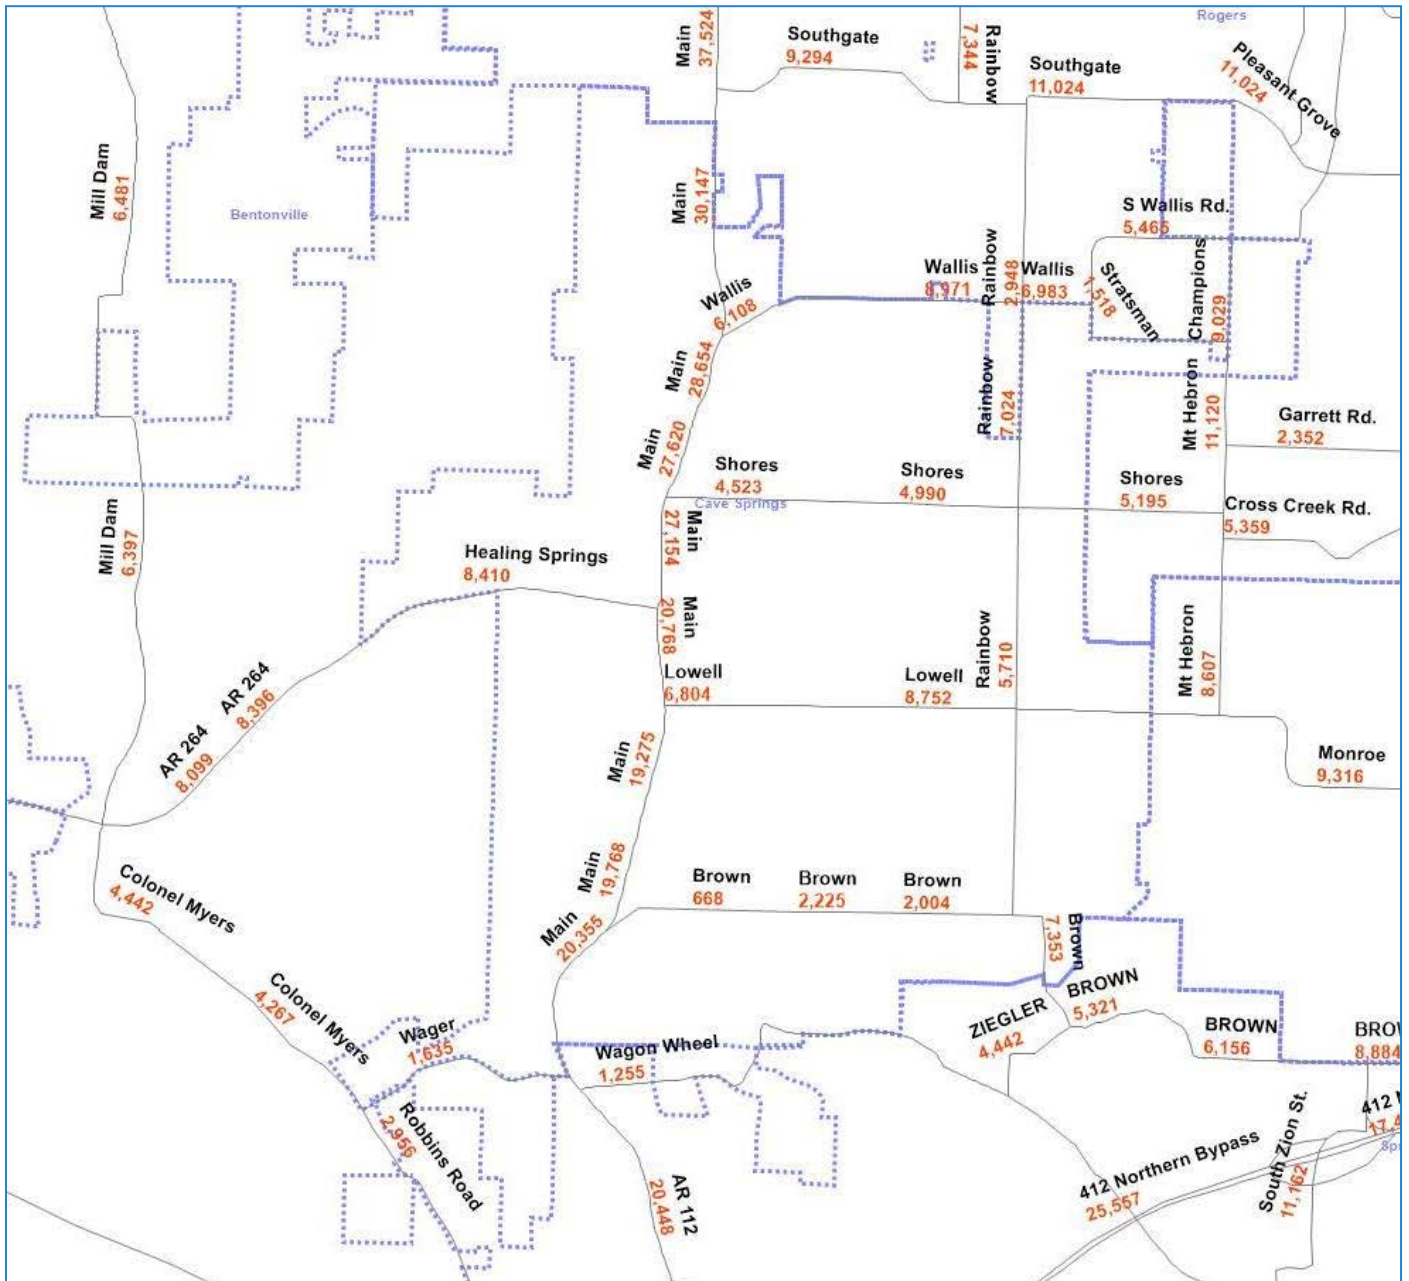 Rogers
Main
37,524
Southgate
9,294
Rainbow
7,344
Southgate
11,024
Pleasant Grove
11,024
Mill Dam
6,481
Bentonville
Main
30,147
S Wallis Rd.
5,465
Wallis
6,108
Wallis
8,971
Rainbow
2,948
Wallis
6,983
Stratsman
1,518
Champions
9,029
Main
28,654
Rainbow
7,024
Mt Hebron
11,120
Garrett Rd.
2,352
Main
27,620
Shores
4,523
Shores
4,990
Shores
5,195
Cave Springs
Cross Creek Rd.
5,359
Mill Dam
6,397
Main
27,154
Healing Springs
8,410
Main
20,768
Rainbow
5,710
Mt Hebron
8,607
Lowell
6,804
Lowell
8,752
AR 264
8,396
AR 264
8,099
Main
19,275
Monroe
9,316
Main
19,768
Colonel Myers
4,442
Brown
668
Brown
2,225
Brown
2,004
Main
20,355
Brown
7,353
Colonel Myers
4,267
BROWN
5,321
ZIEGLER
4,442
BROWN
6,156
BROW
8,884
Wager
1,635
Wagon Wheel
1,255
Robbins Road
2,956
412 N
17,4
Spr
South Zion St.
11,162
412 Northern Bypass
25,557
AR 112
20,448